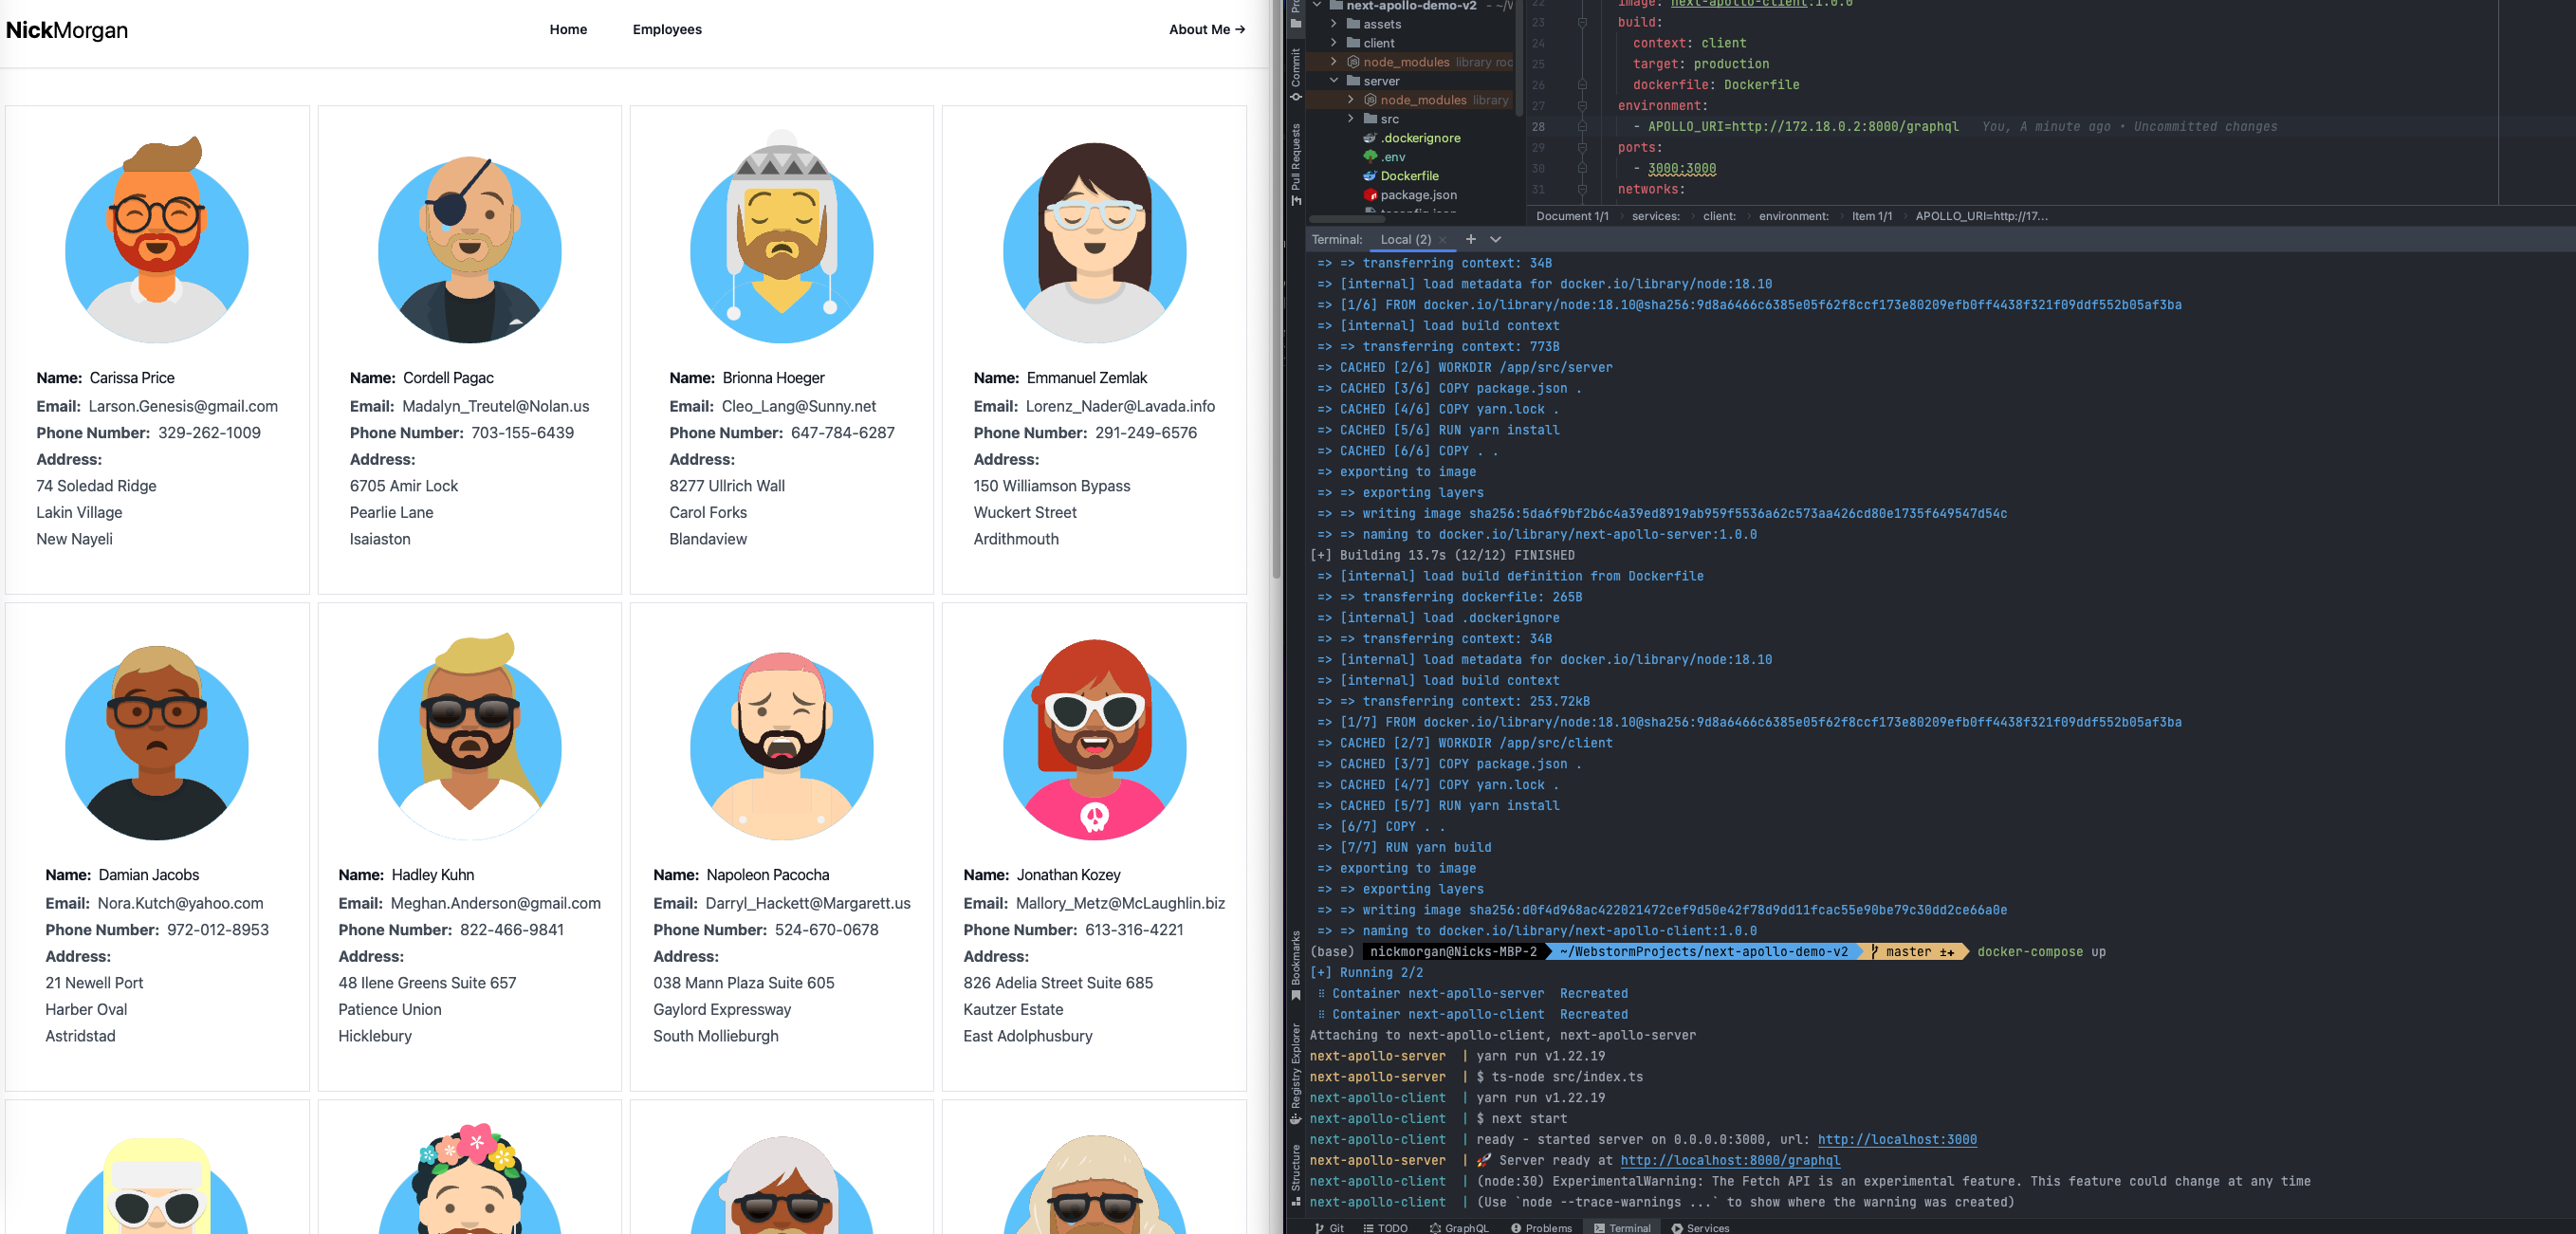 NickMorgan
Home
Employees
About Me →
Name: Carissa Price
Email: Larson.Genesis@gmail.com
Phone Number: 329-262-1009
Address:
74 Soledad Ridge
Lakin Village
New Nayeli
Name: Cordell Pagac
Email: Madalyn_Treutel@Nolan.us
Phone Number: 703-155-6439
Address:
6705 Amir Lock
Pearlie Lane
Isaiaston
Name: Brionna Hoeger
Email: Cleo_Lang@Sunny.net
Phone Number: 647-784-6287
Address:
8277 Ullrich Wall
Carol Forks
Blandaview
Name: Emmanuel Zemlak
Email: Lorenz_Nader@Lavada.info
Phone Number: 291-249-6576
Address:
150 Williamson Bypass
Wuckert Street
Ardithmouth
Name: Damian Jacobs
Email: Nora.Kutch@yahoo.com
Phone Number: 972-012-8953
Address:
21 Newell Port
Harber Oval
Astridstad
Name: Hadley Kuhn
Email: Meghan.Anderson@gmail.com
Phone Number: 822-466-9841
Address:
48 Ilene Greens Suite 657
Patience Union
Hicklebury
Name: Napoleon Pacocha
Email: Darryl_Hackett@Margarett.us
Phone Number: 524-670-0678
Address:
038 Mann Plaza Suite 605
Gaylord Expressway
South Mollieburgh
Name: Jonathan Kozey
Email: Mallory_Metz@McLaughlin.biz
Phone Number: 613-316-4221
Address:
826 Adelia Street Suite 685
Kautzer Estate
East Adolphusbury
Commit
Pull Requests
Bookmarks
Registry Explorer
Structure
next-apollo-demo-v2 - ~/W
assets
client
node_modules library roo
server
node_modules library
src
.dockerignore
.env
Dockerfile
package.json
tsconfig.json
22 image: next-apollo-client:1.0.0
23 build:
24 context: client
25 target: production
26 dockerfile: Dockerfile
27 environment:
28 - APOLLO_URI=http://172.18.0.2:8000/graphql You, A minute ago • Uncommitted changes
29 ports:
30 - 3000:3000
31 networks:
Document 1/1 › services: › client: › environment: › Item 1/1 › APOLLO_URI=http://17...
Terminal: Local (2) × +
=> => transferring context: 34B
=> [internal] load metadata for docker.io/library/node:18.10
=> [1/6] FROM docker.io/library/node:18.10@sha256:9d8a6466c6385e05f62f8ccf173e80209efb0ff4438f321f09ddf552b05af3ba
=> [internal] load build context
=> => transferring context: 773B
=> CACHED [2/6] WORKDIR /app/src/server
=> CACHED [3/6] COPY package.json .
=> CACHED [4/6] COPY yarn.lock .
=> CACHED [5/6] RUN yarn install
=> CACHED [6/6] COPY . .
=> exporting to image
=> => exporting layers
=> => writing image sha256:5da6f9bf2b6c4a39ed8919ab959f5536a62c573aa426cd80e1735f649547d54c
=> => naming to docker.io/library/next-apollo-server:1.0.0
[+] Building 13.7s (12/12) FINISHED
=> [internal] load build definition from Dockerfile
=> => transferring dockerfile: 265B
=> [internal] load .dockerignore
=> => transferring context: 34B
=> [internal] load metadata for docker.io/library/node:18.10
=> [internal] load build context
=> => transferring context: 253.72kB
=> [1/7] FROM docker.io/library/node:18.10@sha256:9d8a6466c6385e05f62f8ccf173e80209efb0ff4438f321f09ddf552b05af3ba
=> CACHED [2/7] WORKDIR /app/src/client
=> CACHED [3/7] COPY package.json .
=> CACHED [4/7] COPY yarn.lock .
=> CACHED [5/7] RUN yarn install
=> [6/7] COPY . .
=> [7/7] RUN yarn build
=> exporting to image
=> => exporting layers
=> => writing image sha256:d0f4d968ac422021472cef9d50e42f78d9dd11fcac55e90be79c30dd2ce66a0e
=> => naming to docker.io/library/next-apollo-client:1.0.0
(base) nickmorgan@Nicks-MBP-2 ~/WebstormProjects/next-apollo-demo-v2 master ±+ docker-compose up
[+] Running 2/2
⠿ Container next-apollo-server Recreated
⠿ Container next-apollo-client Recreated
Attaching to next-apollo-client, next-apollo-server
next-apollo-server | yarn run v1.22.19
next-apollo-server | $ ts-node src/index.ts
next-apollo-client | yarn run v1.22.19
next-apollo-client | $ next start
next-apollo-client | ready - started server on 0.0.0.0:3000, url: http://localhost:3000
next-apollo-server | 🚀 Server ready at http://localhost:8000/graphql
next-apollo-client | (node:30) ExperimentalWarning: The Fetch API is an experimental feature. This feature could change at any time
next-apollo-client | (Use `node --trace-warnings ...` to show where the warning was created)
Git TODO GraphQL Problems Terminal Services